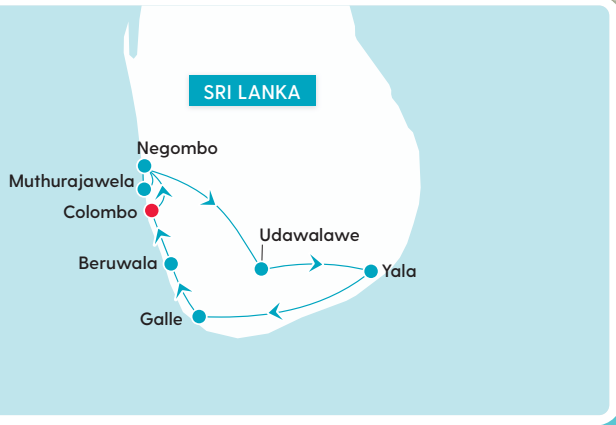 SRI LANKA
Negombo
Muthurajawela
Colombo
Udawalawe
Beruwala
Yala
Galle